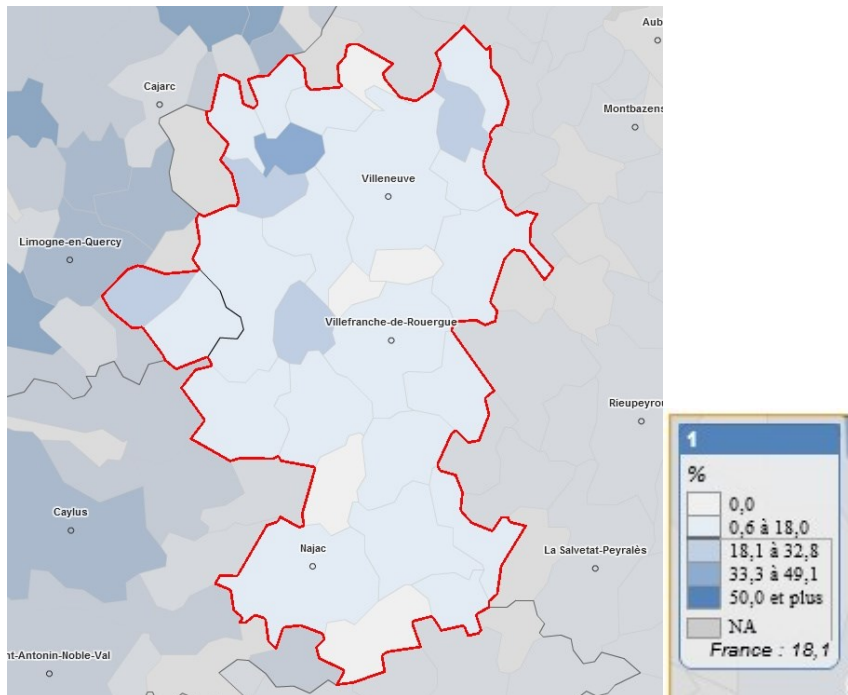 Aub
Cajarc
Montbazens
Villeneuve
Limogne-en-Quercy
Villefranche-de-Rouergue
Rieupeyrou
Caylus
Najac
La Salvetat-Peyralès
nt-Antonin-Noble-Val
1
%
0,0
0,6 à 18,0
18,1 à 32,8
33,3 à 49,1
50,0 et plus
NA
France : 18,1